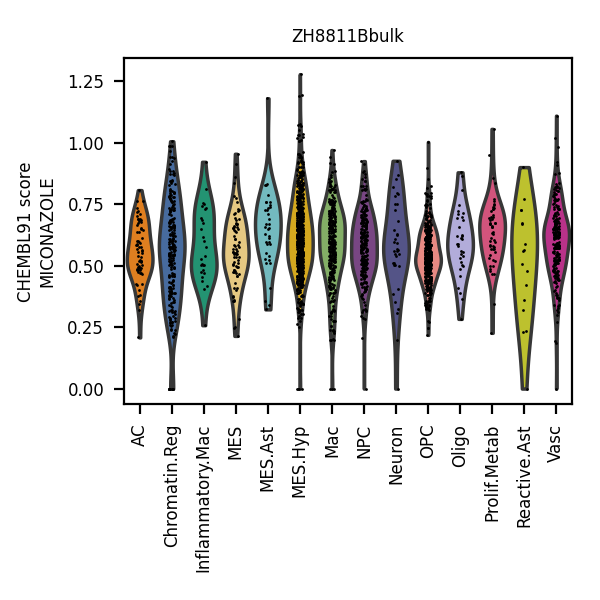 ZH8811Bbulk
CHEMBL91 score
MICONAZOLE
1.25
1.00
0.75
0.50
0.25
0.00
AC
Chromatin.Reg
Inflammatory.Mac
MES
MES.Ast
MES.Hyp
Mac
NPC
Neuron
OPC
Oligo
Prolif.Metab
Reactive.Ast
Vasc